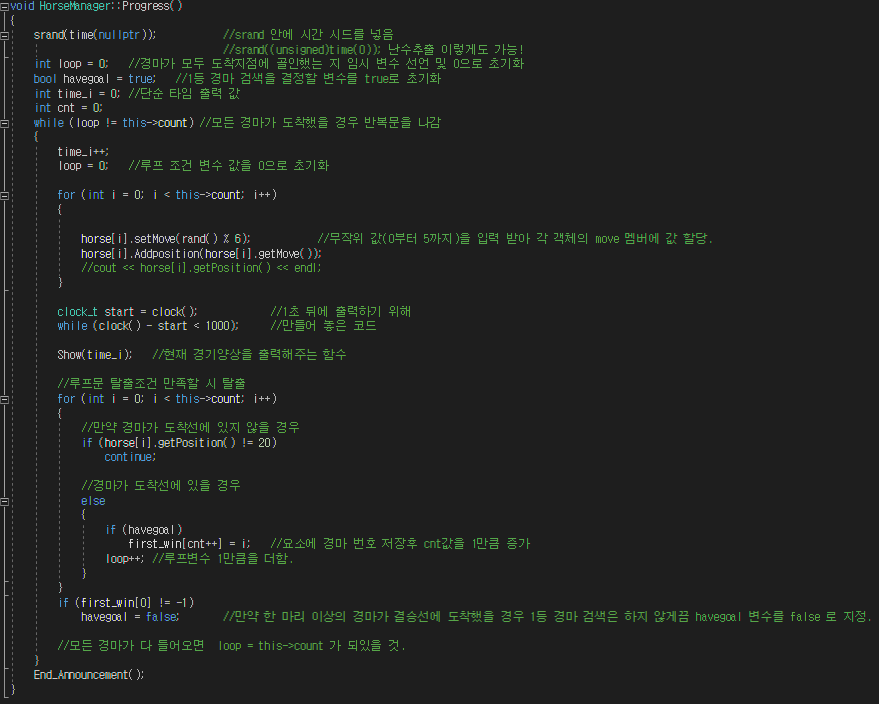 void HorseManager::Progress()
{
srand(time(nullptr)); //srand 안에 시간 시드를 넣음
//srand((unsigned)time(0)); 난수추출 이렇게도 가능!
int loop = 0; //경마가 모두 도착지점에 골인했는 지 임시 변수 선언 및 0으로 초기화
bool havegoal = true; //1등 경마 검색을 결정할 변수를 true로 초기화
int time_i = 0; //단순 타임 출력 값
int cnt = 0;
while (loop != this->count) //모든 경마가 도착했을 경우 반복문을 나감
{
time_i++;
loop = 0; //루프 조건 변수 값을 0으로 초기화
for (int i = 0; i < this->count; i++)
{
horse[i].setMove(rand() % 6); //무작위 값(0부터 5까지)을 입력 받아 각 객체의 move 멤버에 값 할당.
horse[i].Addposition(horse[i].getMove());
//cout << horse[i].getPosition() << endl;
}
clock_t start = clock(); //1초 뒤에 출력하기 위해
while (clock() - start < 1000); //만들어 놓은 코드
Show(time_i); //현재 경기양상을 출력해주는 함수
//루프문 탈출조건 만족할 시 탈출
for (int i = 0; i < this->count; i++)
{
//만약 경마가 도착선에 있지 않을 경우
if (horse[i].getPosition() != 20)
continue;
//경마가 도착선에 있을 경우
else
{
if (havegoal)
first_win[cnt++] = i; //요소에 경마 번호 저장후 cnt값을 1만큼 증가
loop++; //루프변수 1만큼을 더함.
}
}
if (first_win[0] != -1)
havegoal = false; //만약 한 마리 이상의 경마가 결승선에 도착했을 경우 1등 경마 검색은 하지 않게끔 havegoal 변수를 false 로 지정.
//모든 경마가 다 들어오면 loop = this->count 가 되있을 것.
}
End_Announcement();
}